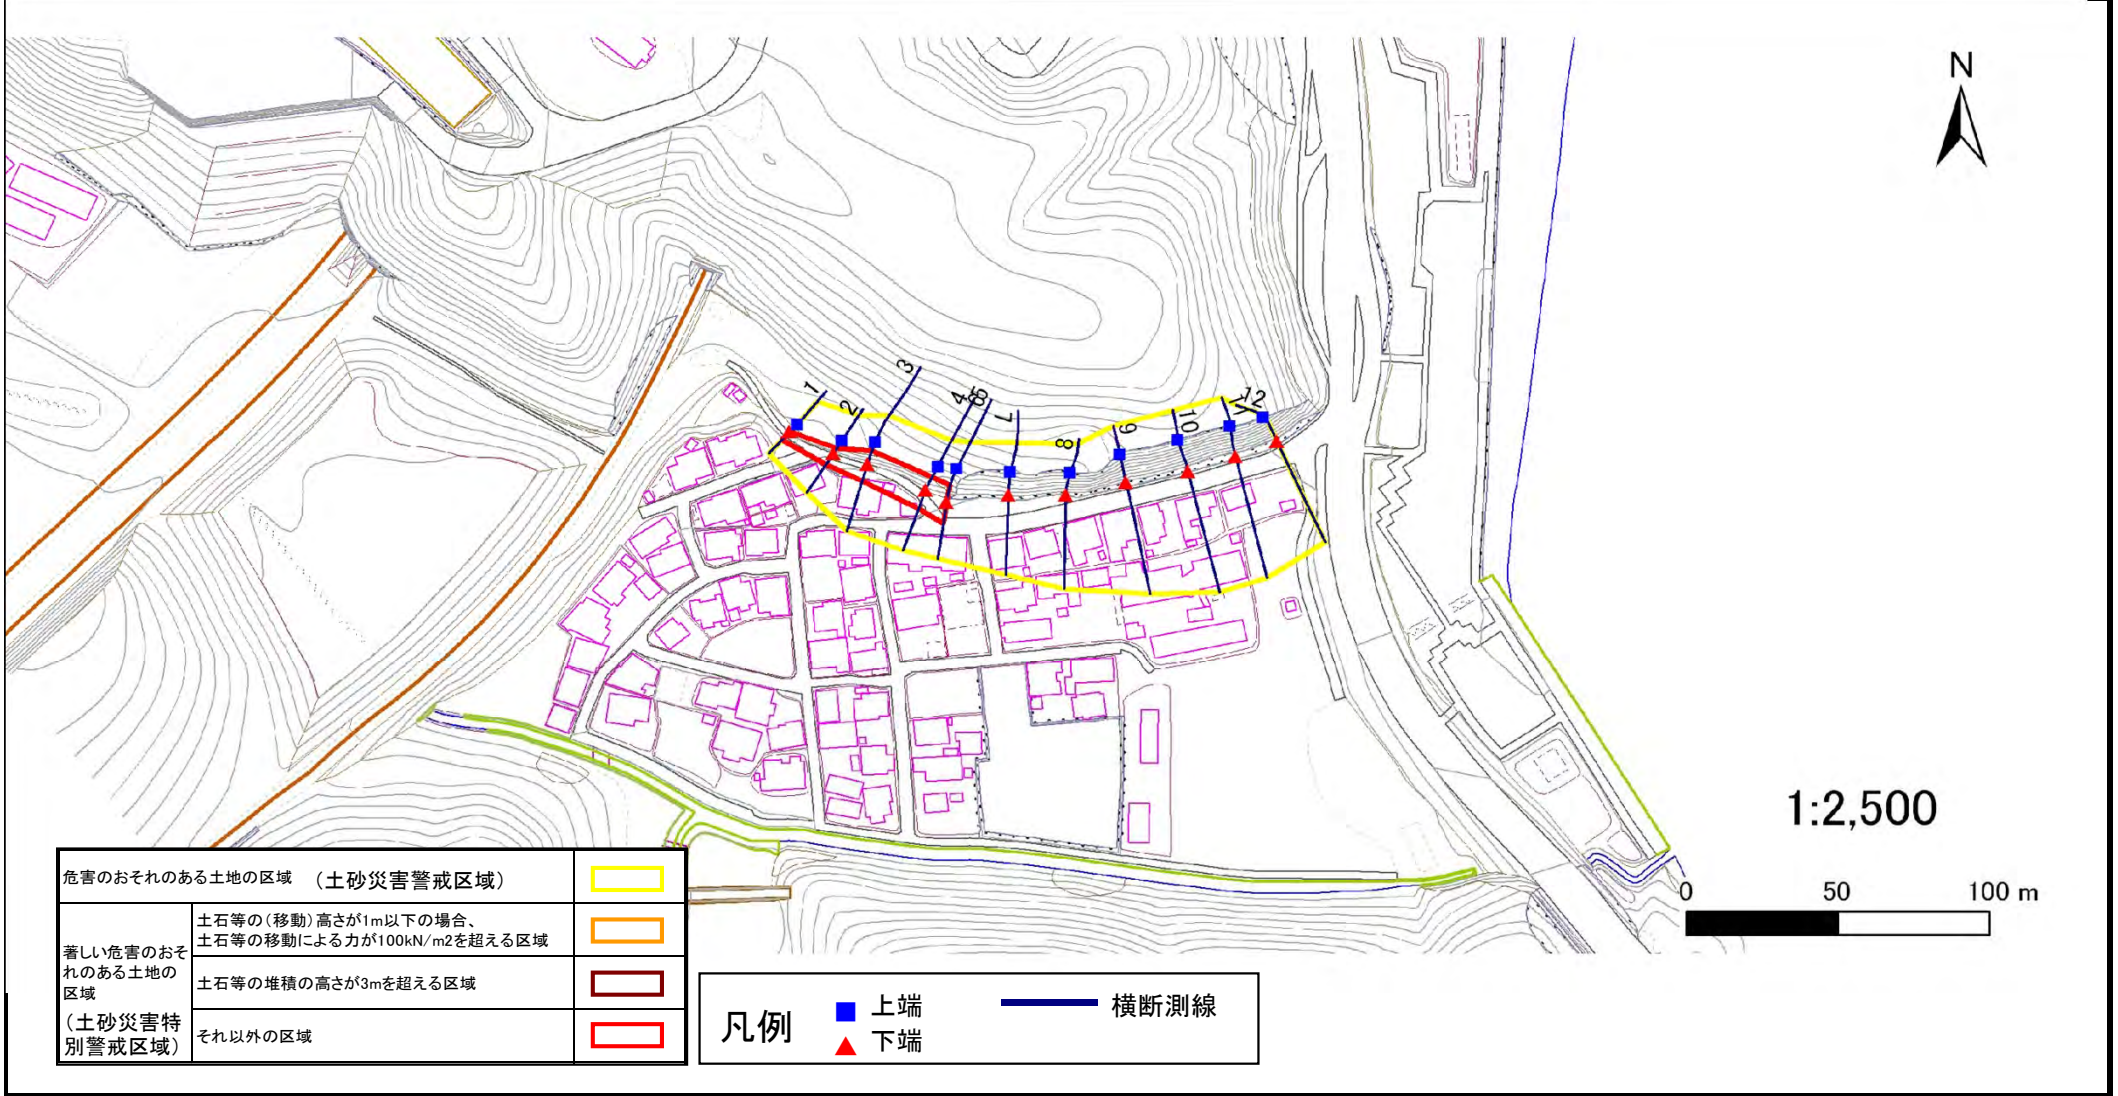 N
1
2
3
4
7
8
9
10
12
1:2,500
0 50 100 m
危害のおそれのある土地の区域 (土砂災害警戒区域)
著しい危害のおそ
れのある土地の
区域
(土砂災害特
別警戒区域)
土石等の(移動)高さが1m以下の場合、
土石等の移動による力が100kN/m2を超える区域
土石等の堆積の高さが3mを超える区域
それ以外の区域
凡例
上端
下端
横断測線